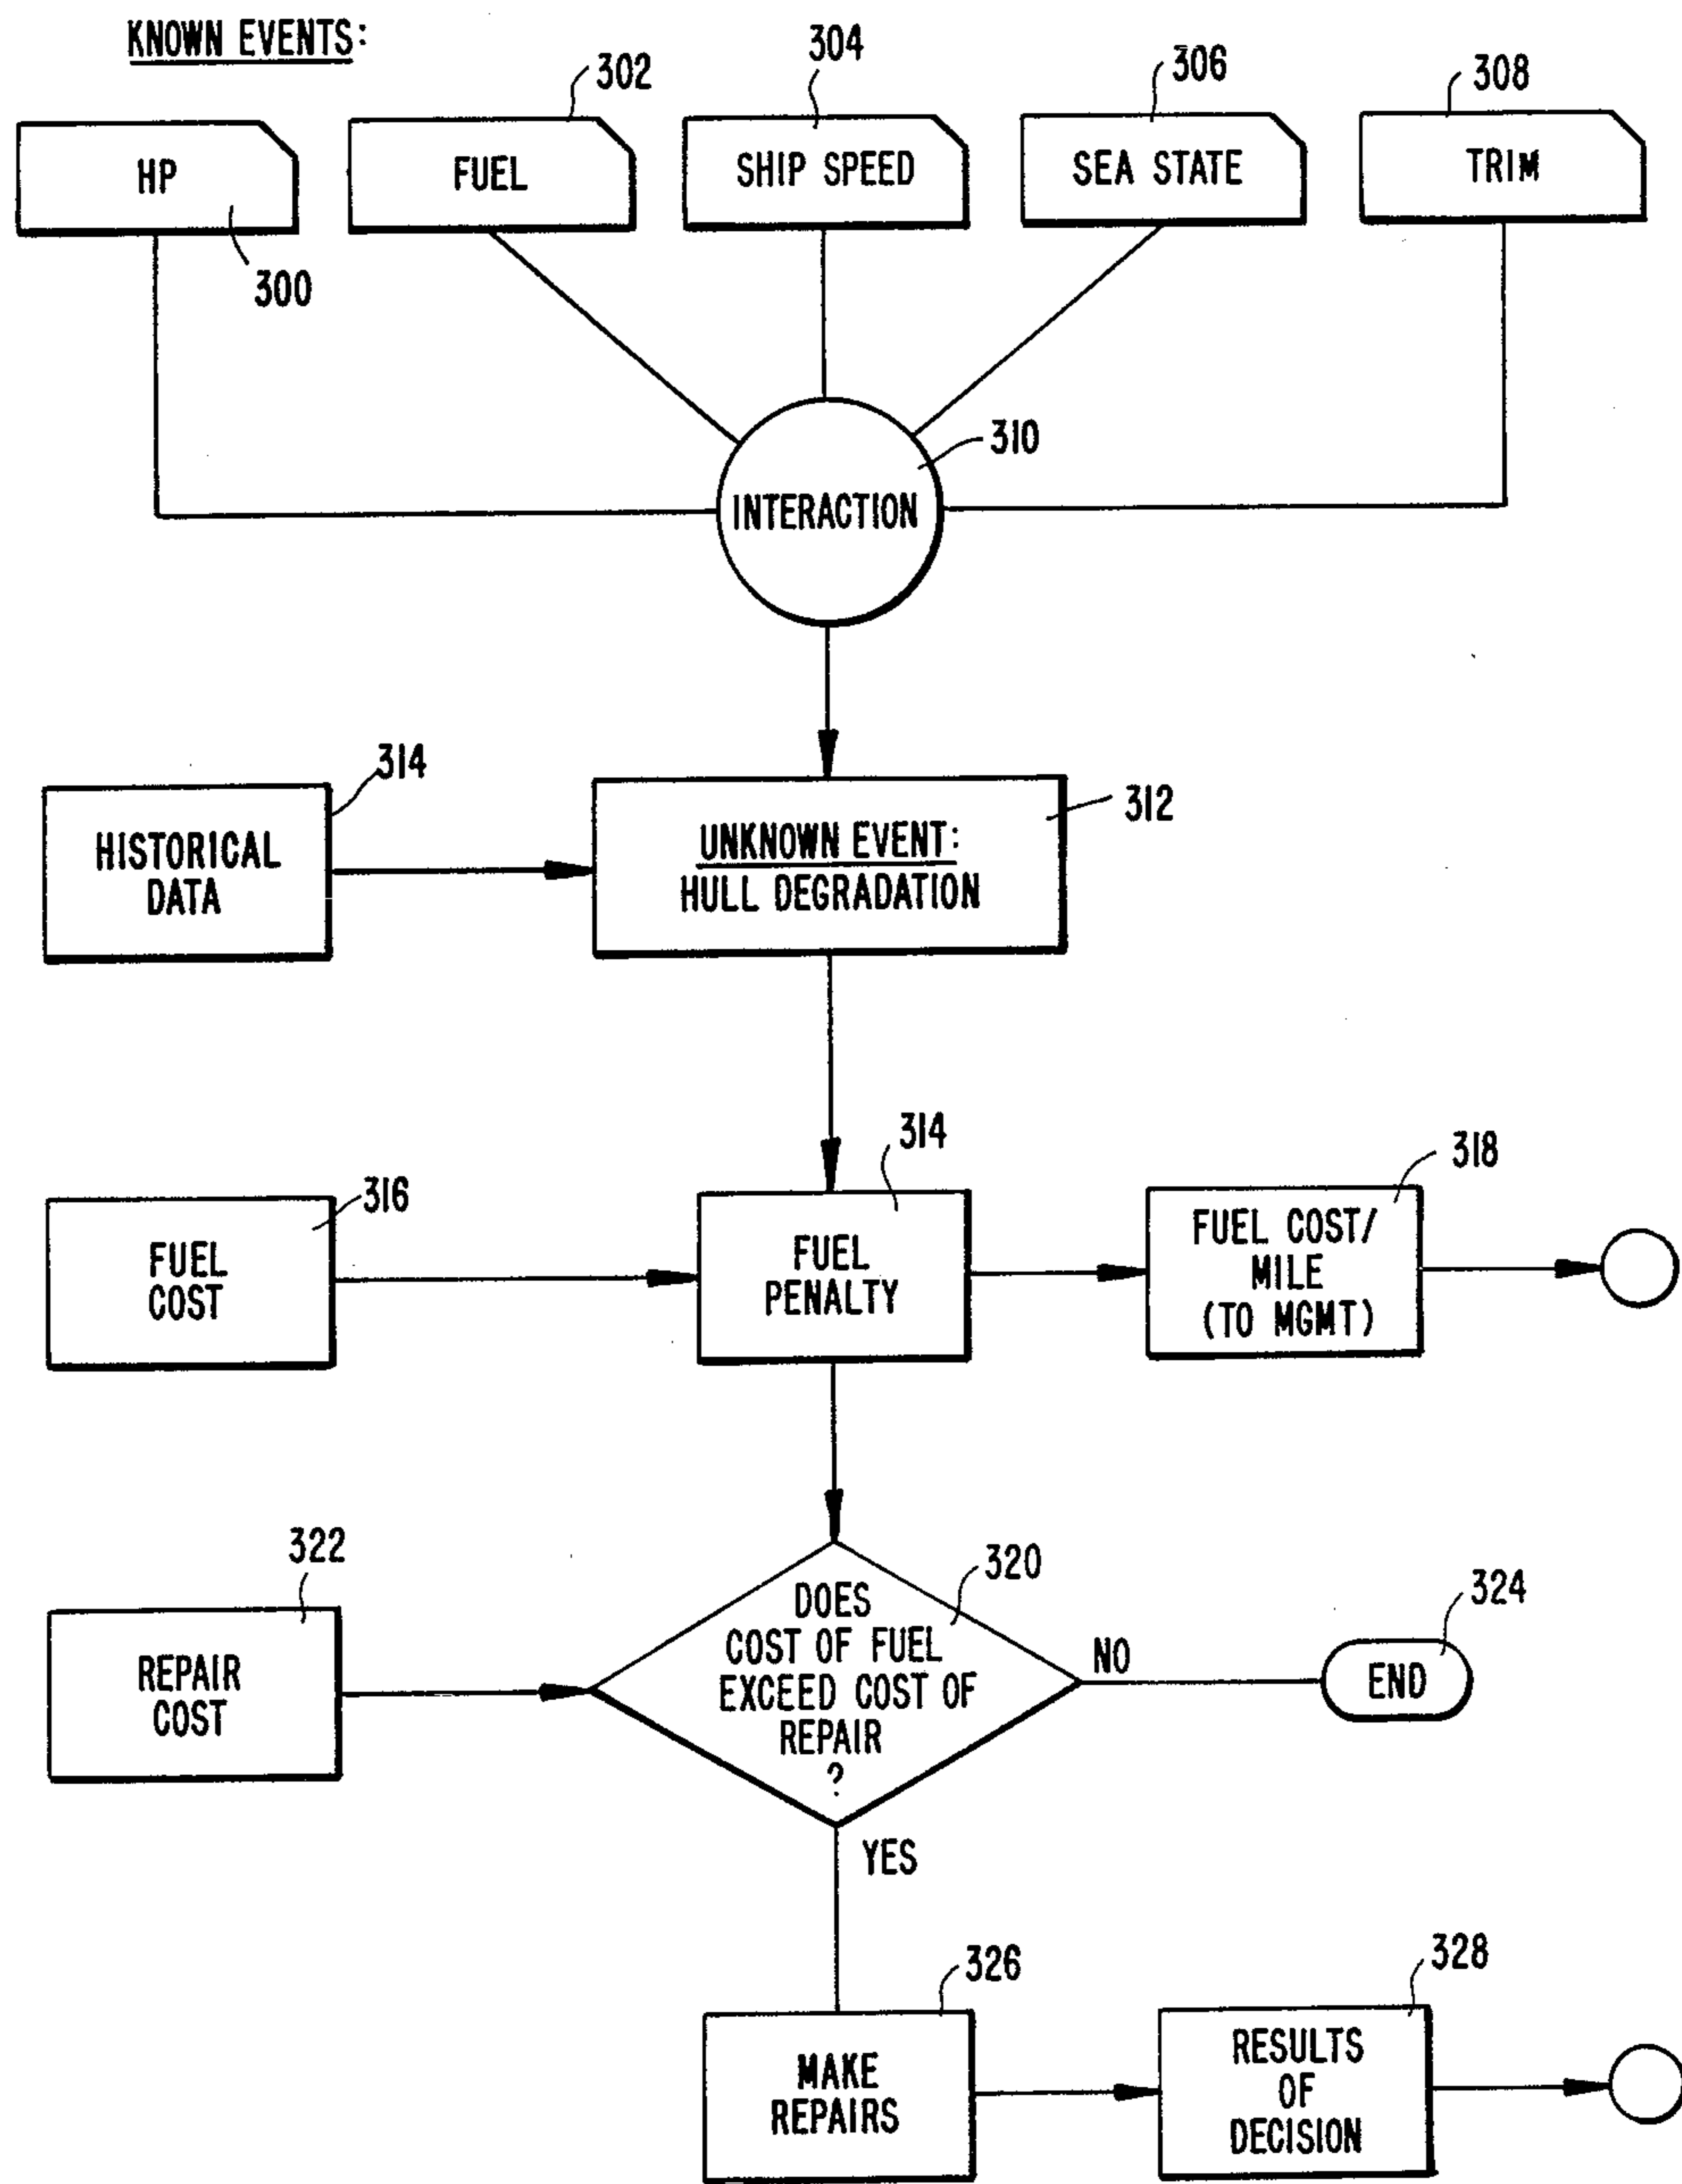 KNOWN EVENTS:
302
304
306
308
HP
FUEL
SHIP SPEED
SEA STATE
TRIM
300
310
INTERACTION
314
312
HISTORICAL
DATA
UNKNOWN EVENT:
HULL DEGRADATION
316
314
318
FUEL
COST
FUEL
PENALTY
FUEL COST/
MILE
(TO MGMT)
322
320
324
REPAIR
COST
DOES
COST OF FUEL
EXCEED COST OF
REPAIR
?
NO
END
YES
326
328
MAKE
REPAIRS
RESULTS
OF
DECISION